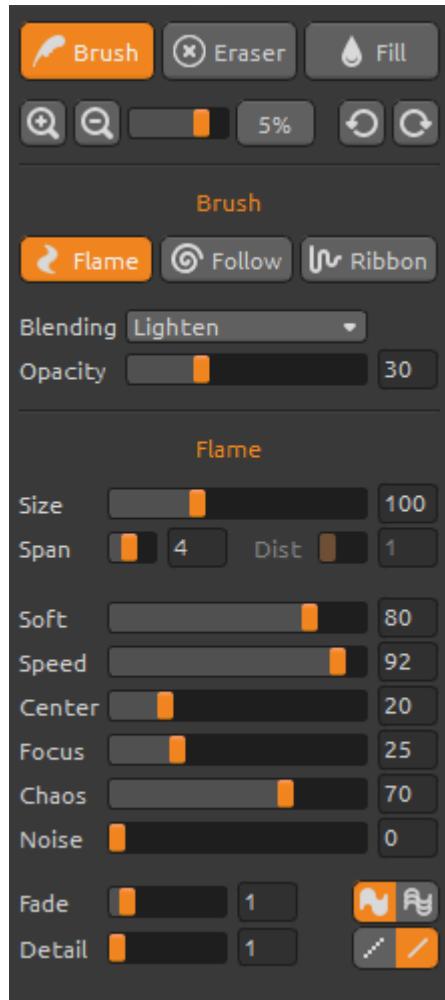 Brush Eraser Fill
5%
Brush
Flame Follow Ribbon
Blending Lighten
Opacity 30
Flame
Size 100
Span 4 Dist 1
Soft 80
Speed 92
Center 20
Focus 25
Chaos 70
Noise 0
Fade 1
Detail 1